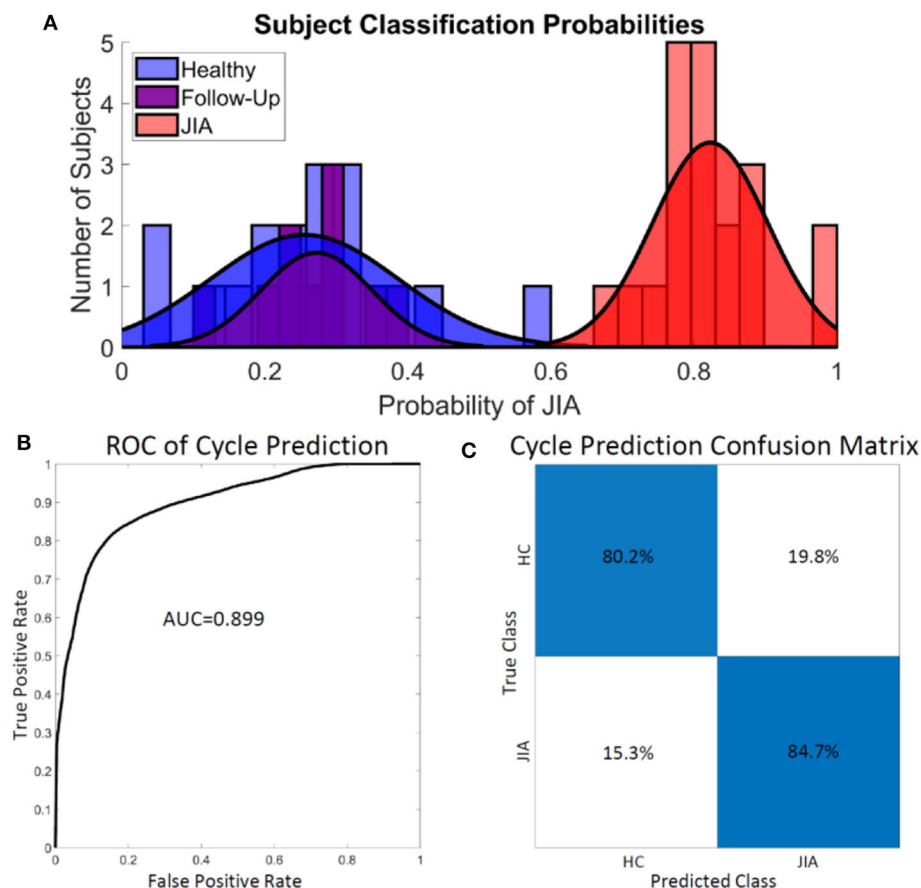 A
Subject Classification Probabilities
Healthy
Follow-Up
JIA
Number of Subjects
5
4
3
2
1
0
0 0.2 0.4 0.6 0.8 1
Probability of JIA
B
ROC of Cycle Prediction
True Positive Rate
1
0.9
0.8
0.7
0.6
0.5
0.4
0.3
0.2
0.1
0
AUC=0.899
0 0.2 0.4 0.6 0.8 1
False Positive Rate
C
Cycle Prediction Confusion Matrix
True Class
HC
80.2% 19.8%
JIA
15.3% 84.7%
HC JIA
Predicted Class